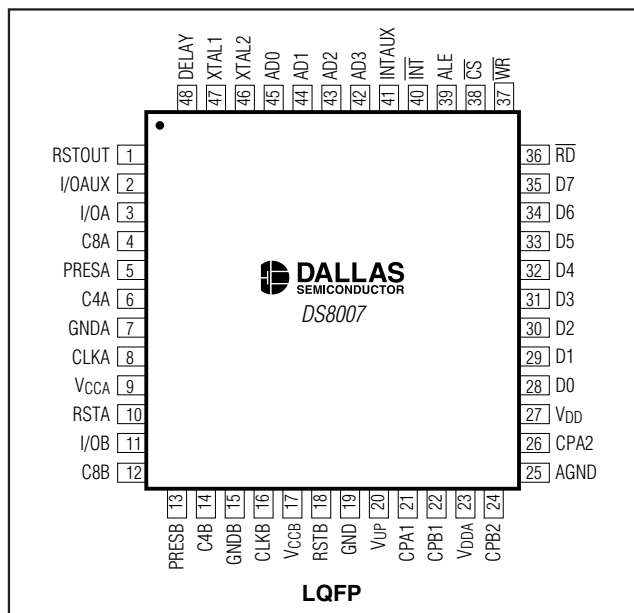 48 DELAY
47 XTAL1
46 XTAL2
45 AD0
44 AD1
43 AD2
42 AD3
41 INTAUX
40 I̅N̅T̅
39 ALE
38 C̅S̅
37 W̅R̅
RSTOUT 1
I/OAUX 2
I/OA 3
C8A 4
PRESA 5
C4A 6
GNDA 7
CLKA 8
VCCA 9
RSTA 10
I/OB 11
C8B 12
DALLAS
SEMICONDUCTOR
DS8007
36 R̅D̅
35 D7
34 D6
33 D5
32 D4
31 D3
30 D2
29 D1
28 D0
27 VDD
26 CPA2
25 AGND
13 PRESB
14 C4B
15 GNDB
16 CLKB
17 VCCB
18 RSTB
19 GND
20 VUP
21 CPA1
22 CPB1
23 VDDA
24 CPB2
LQFP